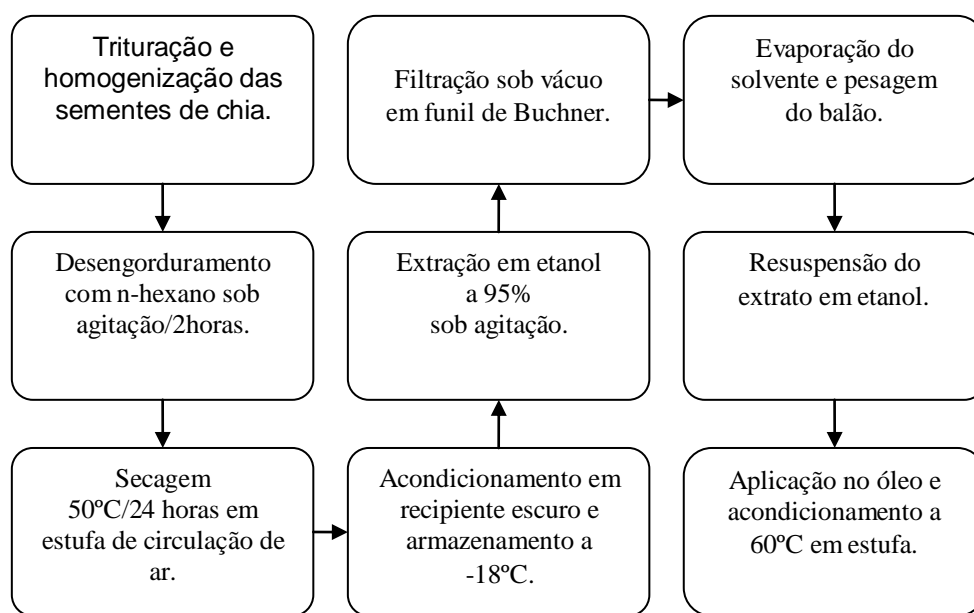 Trituração e
homogenização das
sementes de chia.
Desengorduramento
com n-hexano sob
agitação/2horas.
Secagem
50ºC/24 horas em
estufa de circulação de
ar.
Acondicionamento em
recipiente escuro e
armazenamento a
-18ºC.
Extração em etanol
a 95%
sob agitação.
Filtração sob vácuo
em funil de Buchner.
Evaporação do
solvente e pesagem
do balão.
Resuspensão do
extrato em etanol.
Aplicação no óleo e
acondicionamento a
60ºC em estufa.